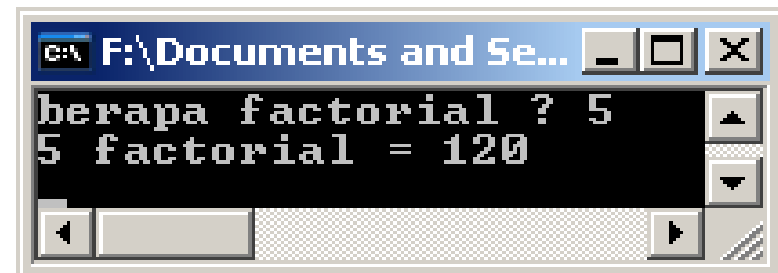 F:\Documents and Se...
berapa factorial ? 5
5 factorial = 120